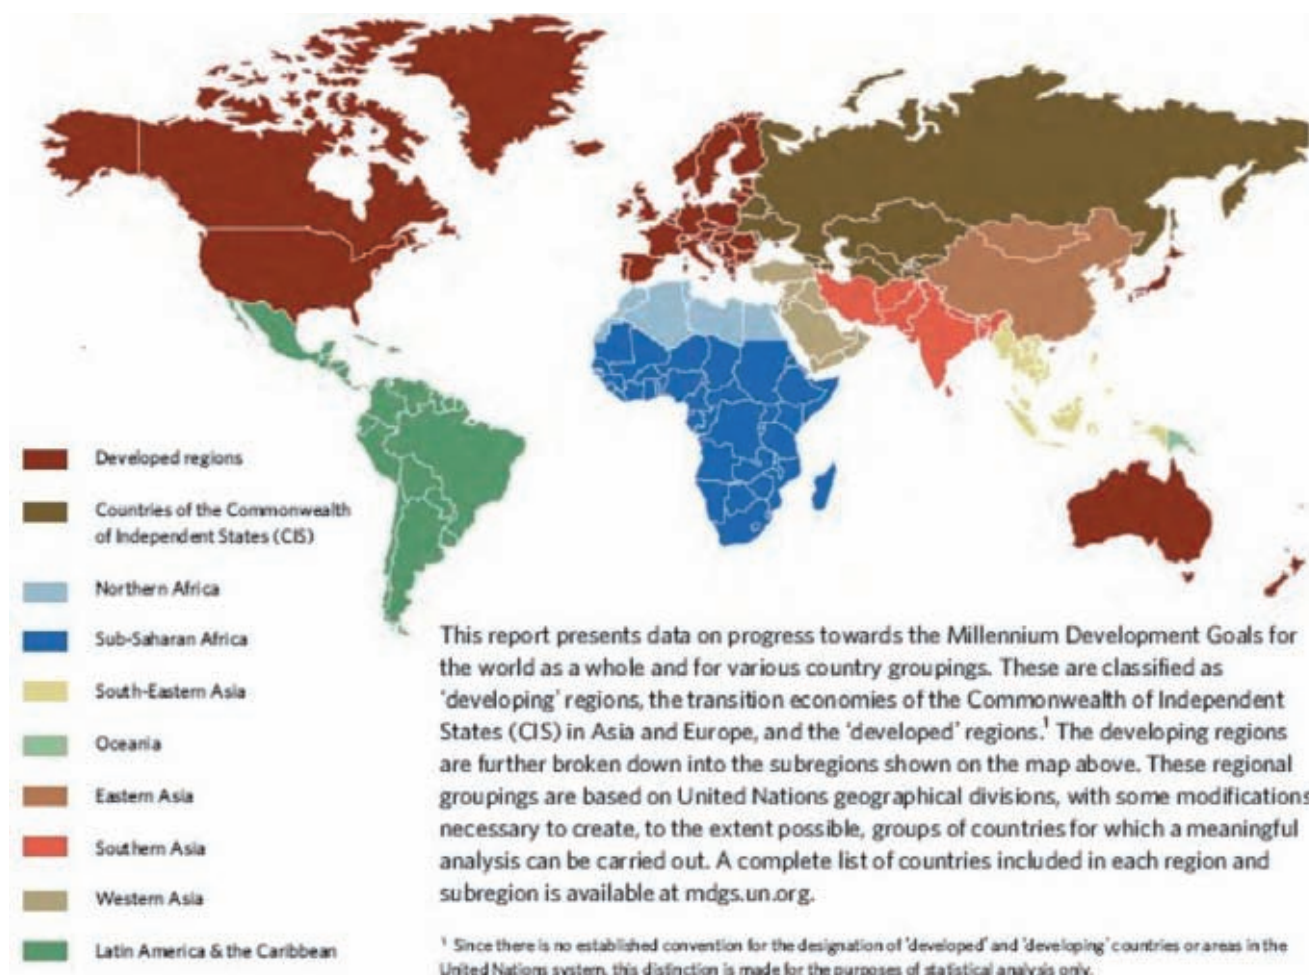 Developed regions
Countries of the Commonwealth
of Independent States (CIS)
Northern Africa
Sub-Saharan Africa
South-Eastern Asia
Oceania
Eastern Asia
Southern Asia
Western Asia
Latin America & the Caribbean
This report presents data on progress towards the Millennium Development Goals for
the world as a whole and for various country groupings. These are classified as
‘developing’ regions, the transition economies of the Commonwealth of Independent
States (CIS) in Asia and Europe, and the ‘developed’ regions.¹ The developing regions
are further broken down into the subregions shown on the map above. These regional
groupings are based on United Nations geographical divisions, with some modifications
necessary to create, to the extent possible, groups of countries for which a meaningful
analysis can be carried out. A complete list of countries included in each region and
subregion is available at mdgs.un.org.
¹ Since there is no established convention for the designation of ‘developed’ and ‘developing’ countries or areas in the
United Nations system, this distinction is made for the purposes of statistical analysis only.